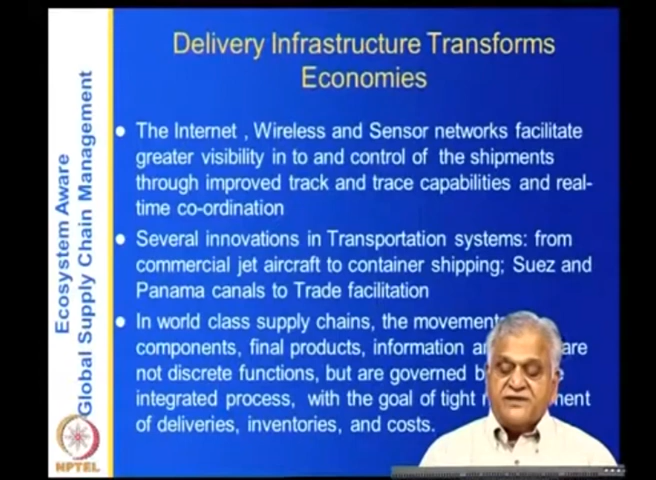 Delivery Infrastructure Transforms
Economies
Ecosystem Aware
Global Supply Chain Management
● The Internet , Wireless and Sensor networks facilitate
greater visibility in to and control of the shipments
through improved track and trace capabilities and real-
time co-ordination
● Several innovations in Transportation systems: from
commercial jet aircraft to container shipping; Suez and
Panama canals to Trade facilitation
● In world class supply chains, the movement
components, final products, information are
not discrete functions, but are governed
integrated process, with the goal of tight
of deliveries, inventories, and costs.
NPTEL